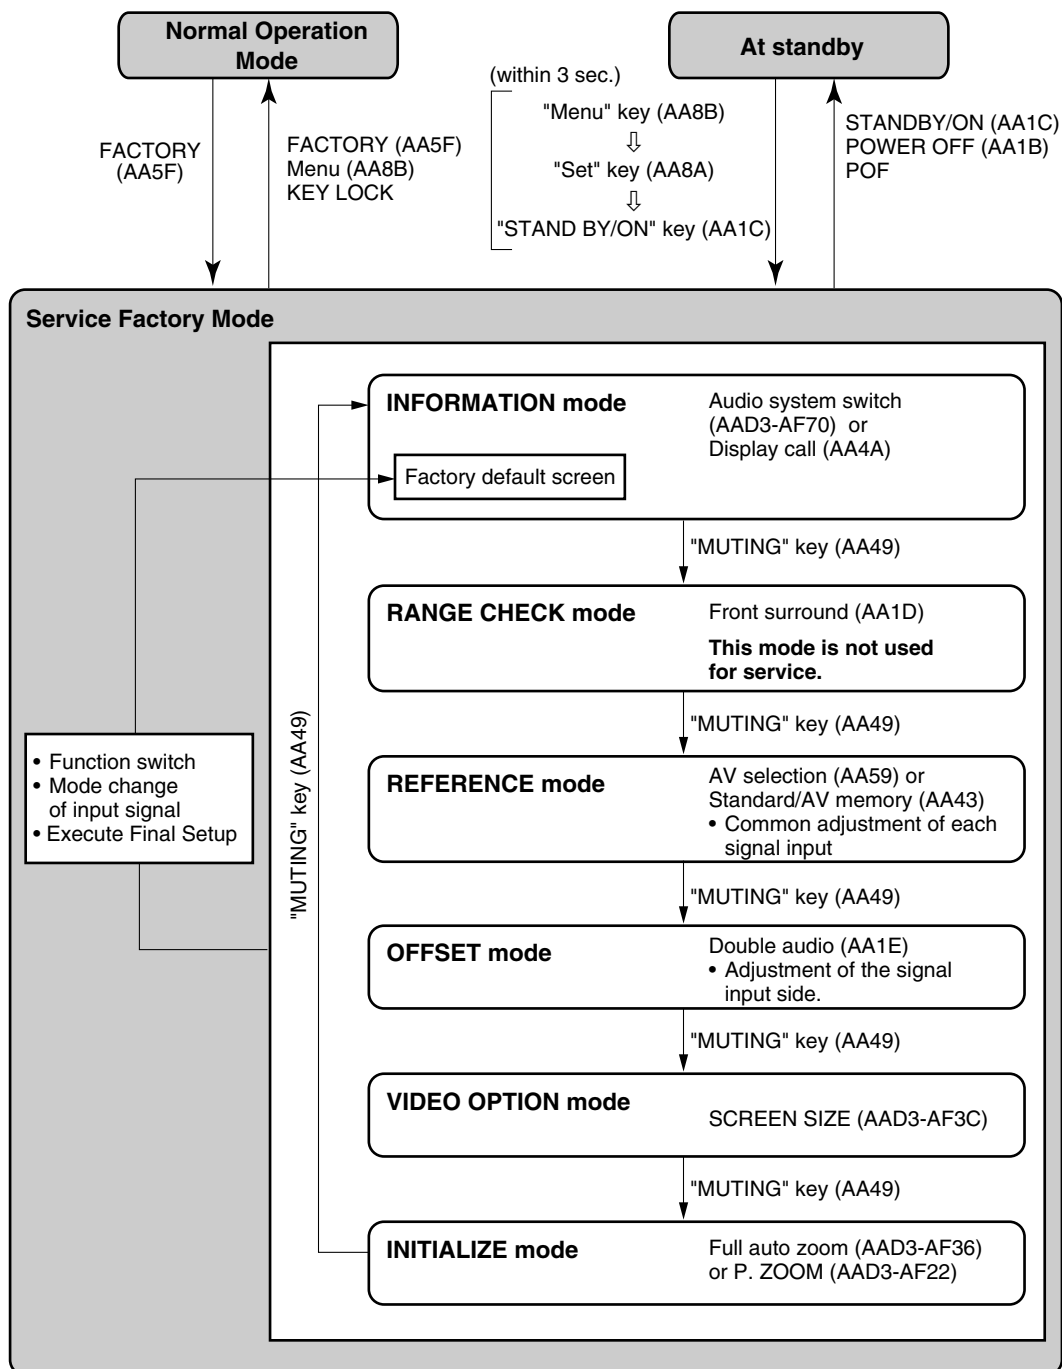 Normal Operation
Mode
At standby
(within 3 sec.)
"Menu" key (AA8B)
⇩
"Set" key (AA8A)
⇩
"STAND BY/ON" key (AA1C)
FACTORY
(AA5F)
FACTORY (AA5F)
Menu (AA8B)
KEY LOCK
STANDBY/ON (AA1C)
POWER OFF (AA1B)
POF
Service Factory Mode
INFORMATION mode
Audio system switch
(AAD3-AF70) or
Display call (AA4A)
Factory default screen
"MUTING" key (AA49)
RANGE CHECK mode
Front surround (AA1D)
This mode is not used
for service.
"MUTING" key (AA49)
"MUTING" key (AA49)
• Function switch
• Mode change
of input signal
• Execute Final Setup
REFERENCE mode
AV selection (AA59) or
Standard/AV memory (AA43)
• Common adjustment of each
signal input
"MUTING" key (AA49)
OFFSET mode
Double audio (AA1E)
• Adjustment of the signal
input side.
"MUTING" key (AA49)
VIDEO OPTION mode
SCREEN SIZE (AAD3-AF3C)
"MUTING" key (AA49)
INITIALIZE mode
Full auto zoom (AAD3-AF36)
or P. ZOOM (AAD3-AF22)